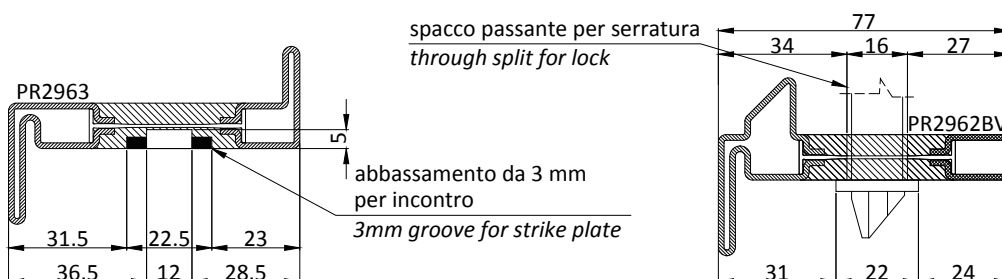 spacco passante per serratura
through split for lock
77
34 16 27
PR2963
PR2962BV
5
abbassamento da 3 mm
per incontro
3mm groove for strike plate
31.5 22.5 23
36.5 12 28.5
31 22 24